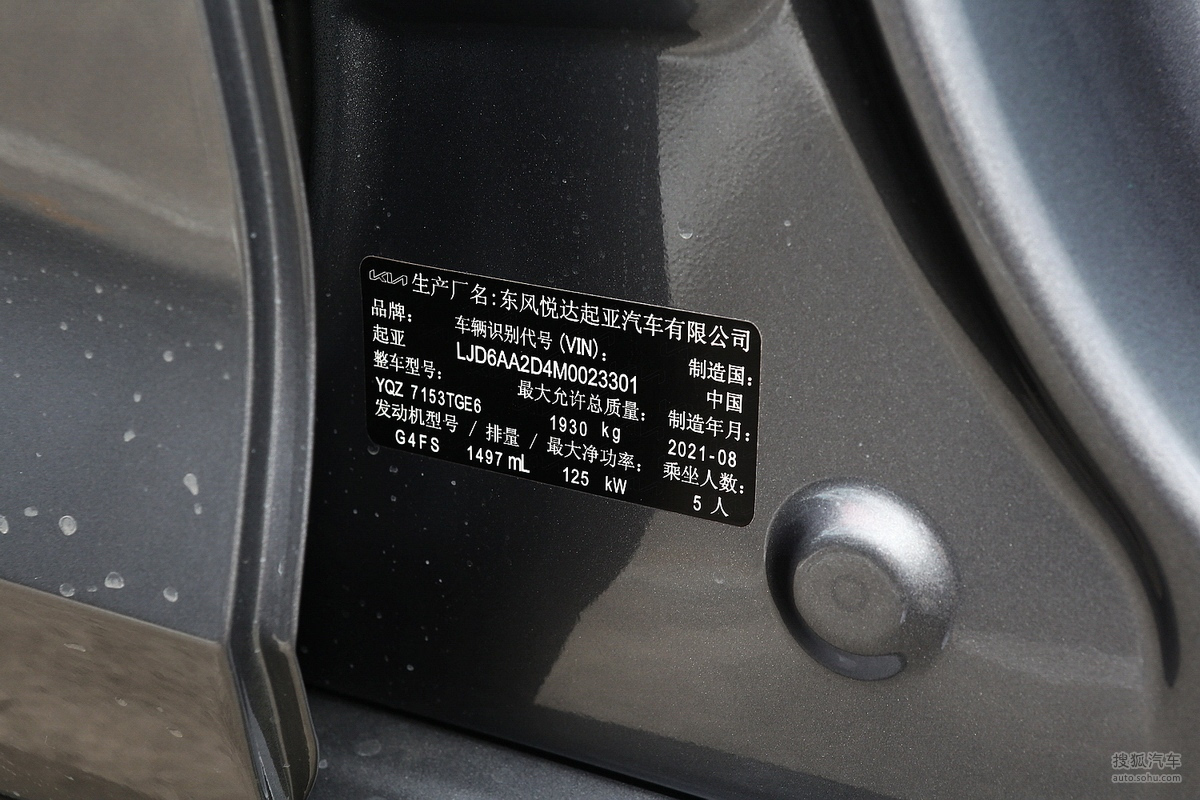 KIA 生产厂名:东风悦达起亚汽车有限公司
品牌: 车辆识别代号(VIN): 制造国:
起亚 LJD6AA2D4M0023301 中国
整车型号: 最大允许总质量: 制造年月:
YQZ 7153TGE6 1930 kg 2021-08
发动机型号 / 排量 / 最大净功率: 乘坐人数:
G4FS 1497 mL 125 kW 5 人
搜狐汽车
auto.sohu.com